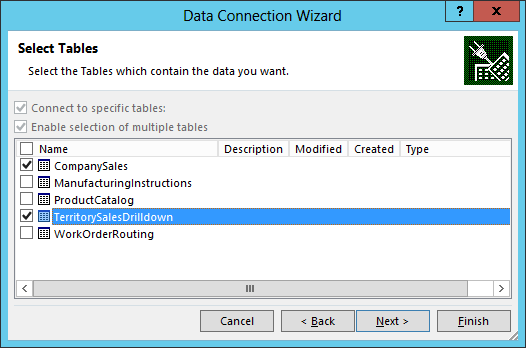 Data Connection Wizard
?
X
Select Tables
Select the Tables which contain the data you want.
Connect to specific tables:
Enable selection of multiple tables
Name Description Modified Created Type
CompanySales
ManufacturingInstructions
ProductCatalog
TerritorySalesDrilldown
WorkOrderRouting
Cancel < Back Next > Finish